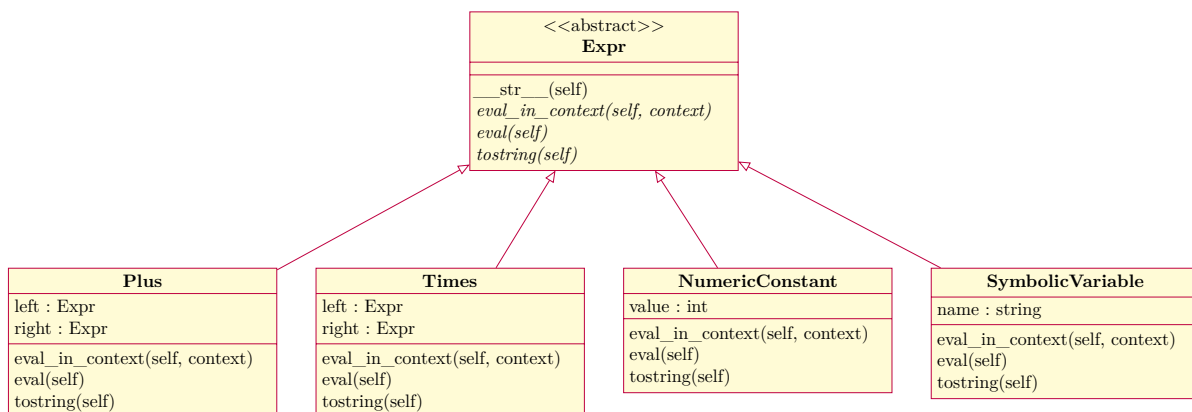 <<abstract>>
Expr
__str__(self)
eval_in_context(self, context)
eval(self)
tostring(self)
Plus
left : Expr
right : Expr
eval_in_context(self, context)
eval(self)
tostring(self)
Times
left : Expr
right : Expr
eval_in_context(self, context)
eval(self)
tostring(self)
NumericConstant
value : int
eval_in_context(self, context)
eval(self)
tostring(self)
SymbolicVariable
name : string
eval_in_context(self, context)
eval(self)
tostring(self)